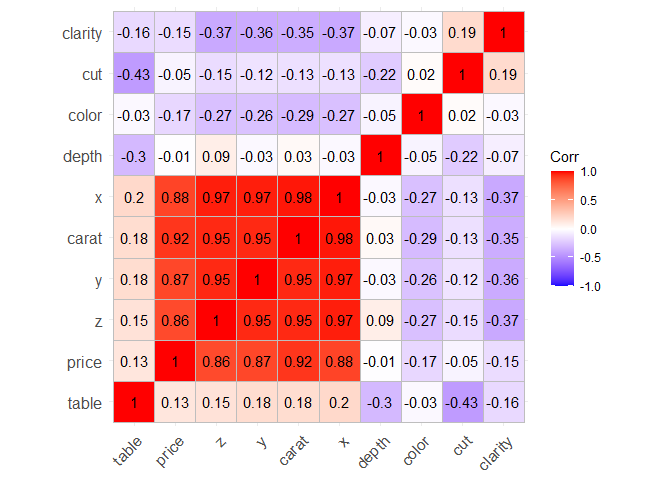 clarity -0.16 -0.15 -0.37 -0.36 -0.35 -0.37 -0.07 -0.03 0.19 1
cut -0.43 -0.05 -0.15 -0.12 -0.13 -0.13 -0.22 0.02 1 0.19
color -0.03 -0.17 -0.27 -0.26 -0.29 -0.27 -0.05 1 0.02 -0.03
depth -0.3 -0.01 0.09 -0.03 0.03 -0.03 1 -0.05 -0.22 -0.07
x 0.2 0.88 0.97 0.97 0.98 1 -0.03 -0.27 -0.13 -0.37
carat 0.18 0.92 0.95 0.95 1 0.98 0.03 -0.29 -0.13 -0.35
y 0.18 0.87 0.95 1 0.95 0.97 -0.03 -0.26 -0.12 -0.36
z 0.15 0.86 1 0.95 0.95 0.97 0.09 -0.27 -0.15 -0.37
price 0.13 1 0.86 0.87 0.92 0.88 -0.01 -0.17 -0.05 -0.15
table 1 0.13 0.15 0.18 0.18 0.2 -0.3 -0.03 -0.43 -0.16
table price z y carat x depth color cut clarity
Corr
1.0
0.5
0.0
-0.5
-1.0